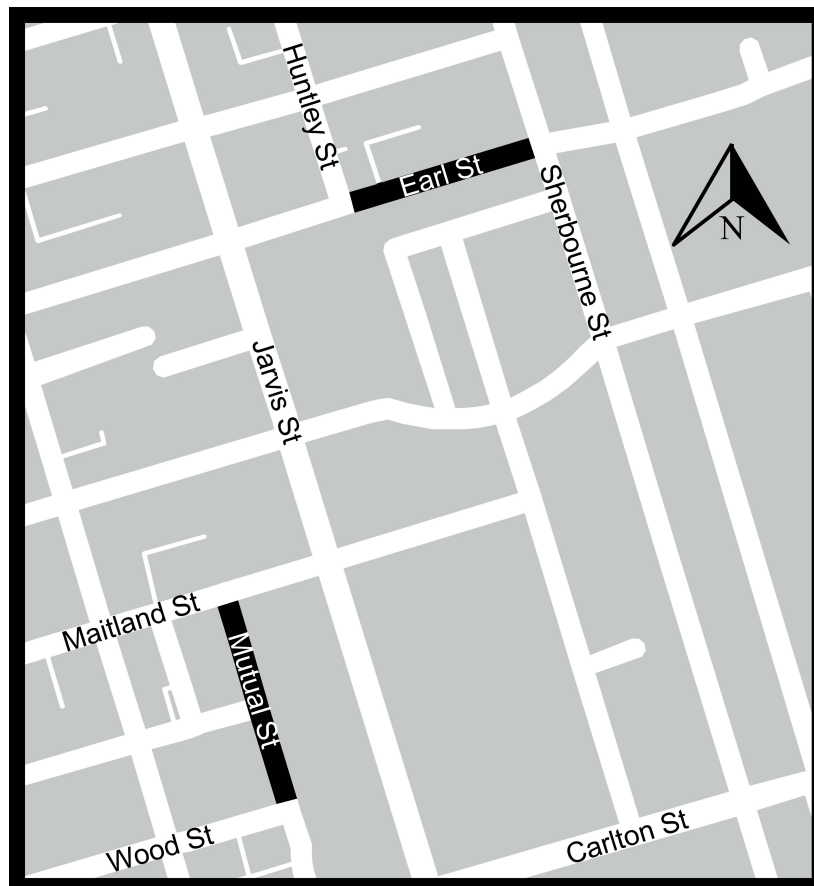 Huntley St
Earl St
Sherbourne St
N
Jarvis St
Maitland St
Mutual St
Wood St
Carlton St